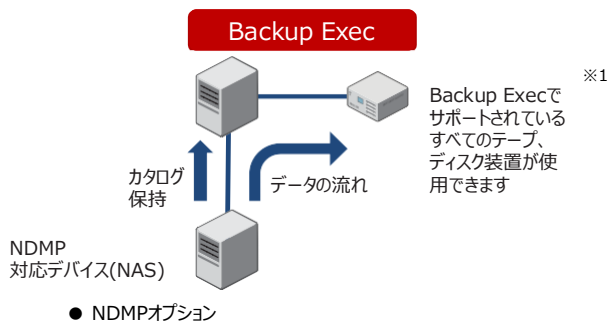 Backup Exec
※1
Backup Execで
サポートされている
すべてのテープ、
ディスク装置が使
用できます
カタログ
保持
データの流れ
NDMP
対応デバイス(NAS)
● NDMPオプション